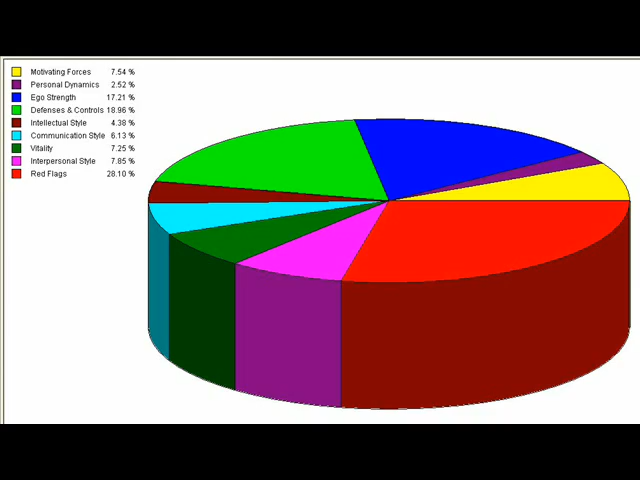 Motivating Forces 7.54 %
Personal Dynamics 2.52 %
Ego Strength 17.21 %
Defenses & Controls 18.96 %
Intellectual Style 4.38 %
Communication Style 6.13 %
Vitality 7.25 %
Interpersonal Style 7.85 %
Red Flags 28.10 %